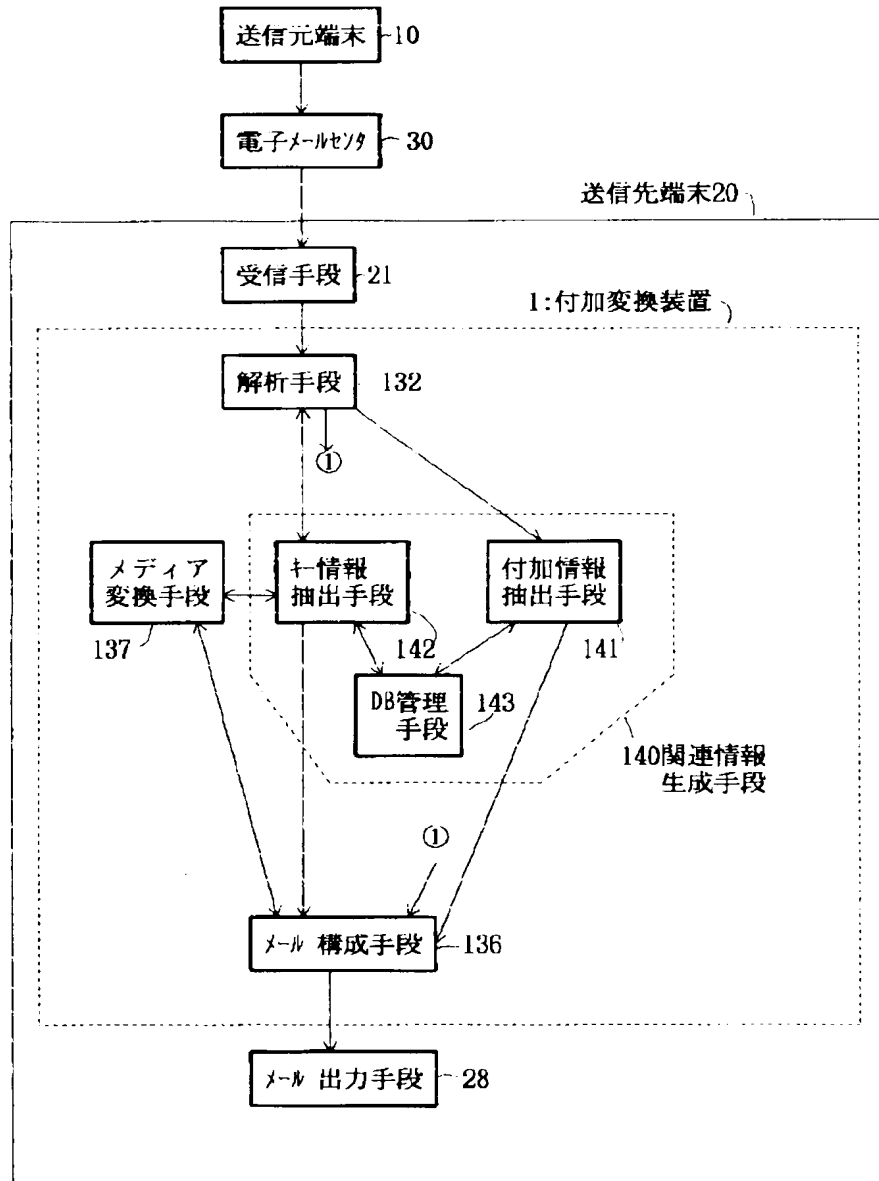 送信元端末
10
電子メールセンタ
30
送信先端末20
受信手段
21
1:付加変換装置
解析手段
132
①
メディア
変換手段
137
キー情報
抽出手段
142
付加情報
抽出手段
141
DB管理
手段
143
140関連情報
生成手段
①
メール 構成手段
136
メール 出力手段
28